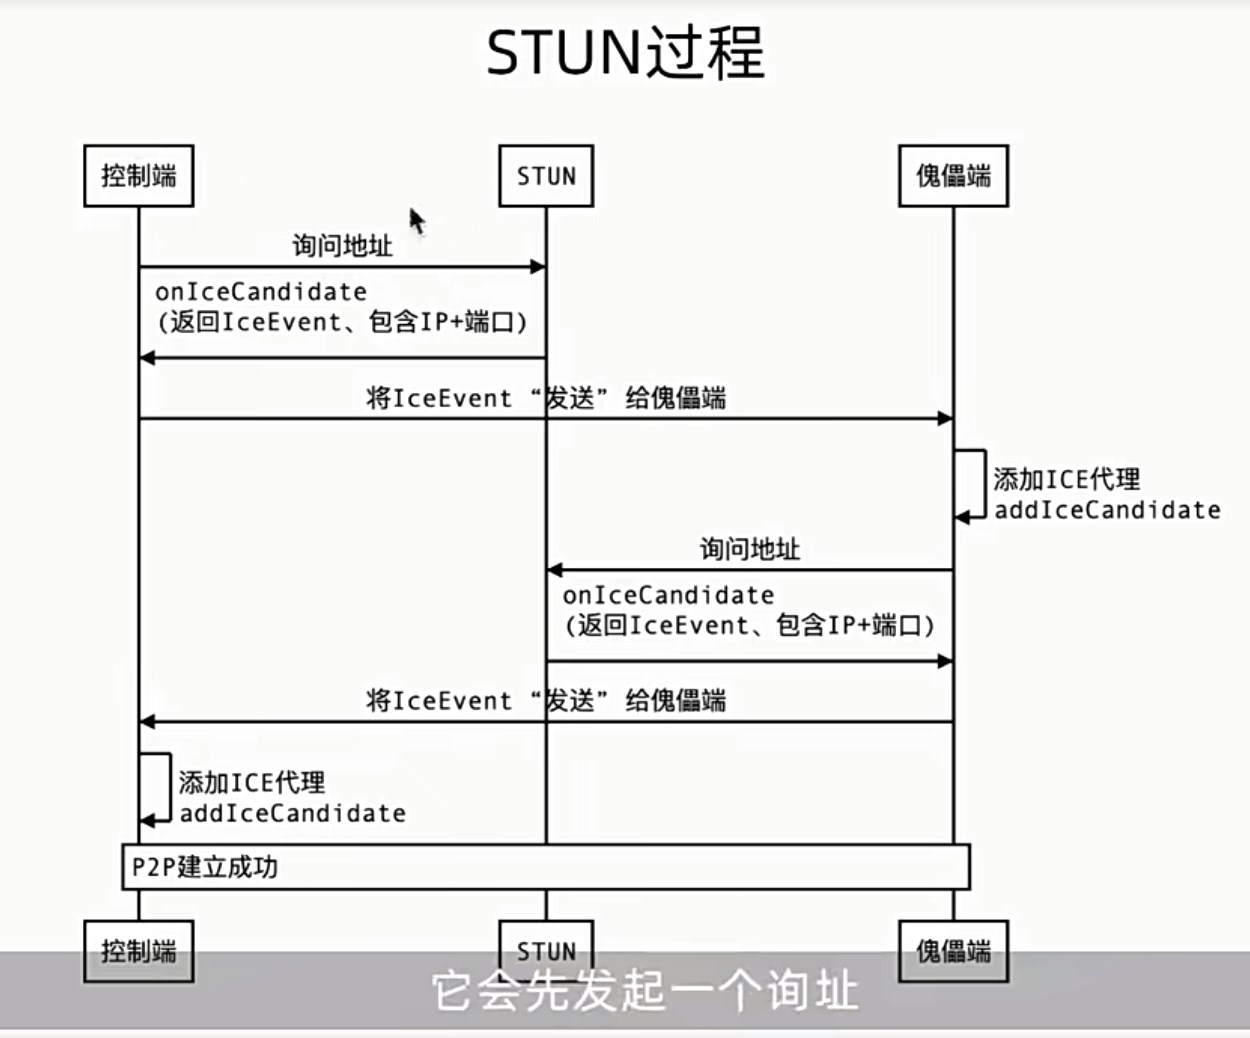 STUN过程
控制端
STUN
傀儡端
询问地址
onIceCandidate
(返回IceEvent、包含IP+端口)
将IceEvent “发送” 给傀儡端
添加ICE代理
addIceCandidate
询问地址
onIceCandidate
(返回IceEvent、包含IP+端口)
将IceEvent “发送” 给傀儡端
添加ICE代理
addIceCandidate
P2P建立成功
控制端
STUN
傀儡端
它会先发起一个询址